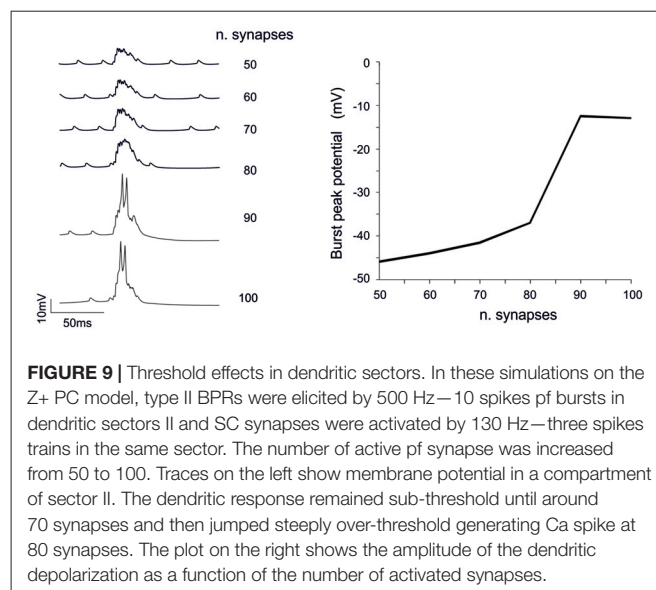 n. synapses
50
60
70
80
90
100
10mV
50ms
0
-10
-20
-30
-40
-50
Burst peak potential (mV)
50 60 70 80 90 100
n. synapses
FIGURE 9 | Threshold effects in dendritic sectors. In these simulations on the
Z+ PC model, type II BPRs were elicited by 500 Hz—10 spikes pf bursts in
dendritic sectors II and SC synapses were activated by 130 Hz—three spikes
trains in the same sector. The number of active pf synapse was increased
from 50 to 100. Traces on the left show membrane potential in a compartment
of sector II. The dendritic response remained sub-threshold until around
70 synapses and then jumped steeply over-threshold generating Ca spike at
80 synapses. The plot on the right shows the amplitude of the dendritic
depolarization as a function of the number of activated synapses.